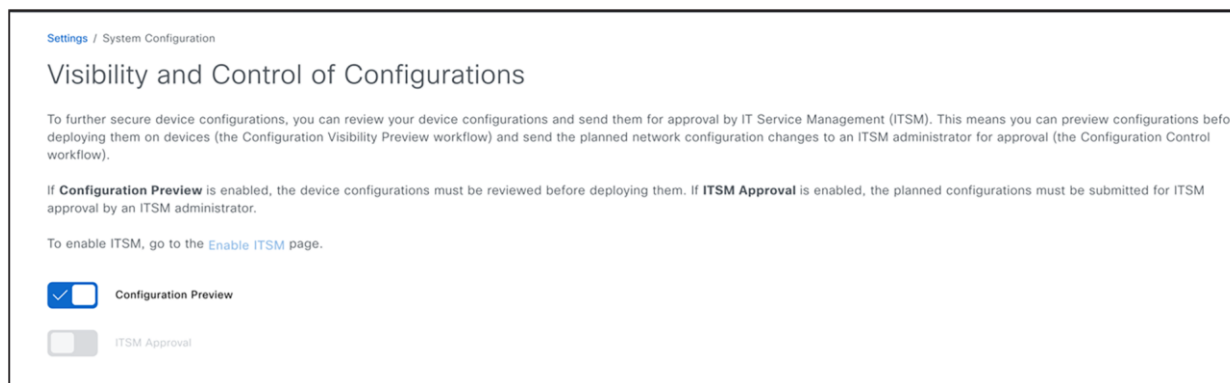 Settings / System Configuration
Visibility and Control of Configurations
To further secure device configurations, you can review your device configurations and send them for approval by IT Service Management (ITSM). This means you can preview configurations befo
deploying them on devices (the Configuration Visibility Preview workflow) and send the planned network configuration changes to an ITSM administrator for approval (the Configuration Control
workflow).
If Configuration Preview is enabled, the device configurations must be reviewed before deploying them. If ITSM Approval is enabled, the planned configurations must be submitted for ITSM
approval by an ITSM administrator.
To enable ITSM, go to the Enable ITSM page.
Configuration Preview
ITSM Approval